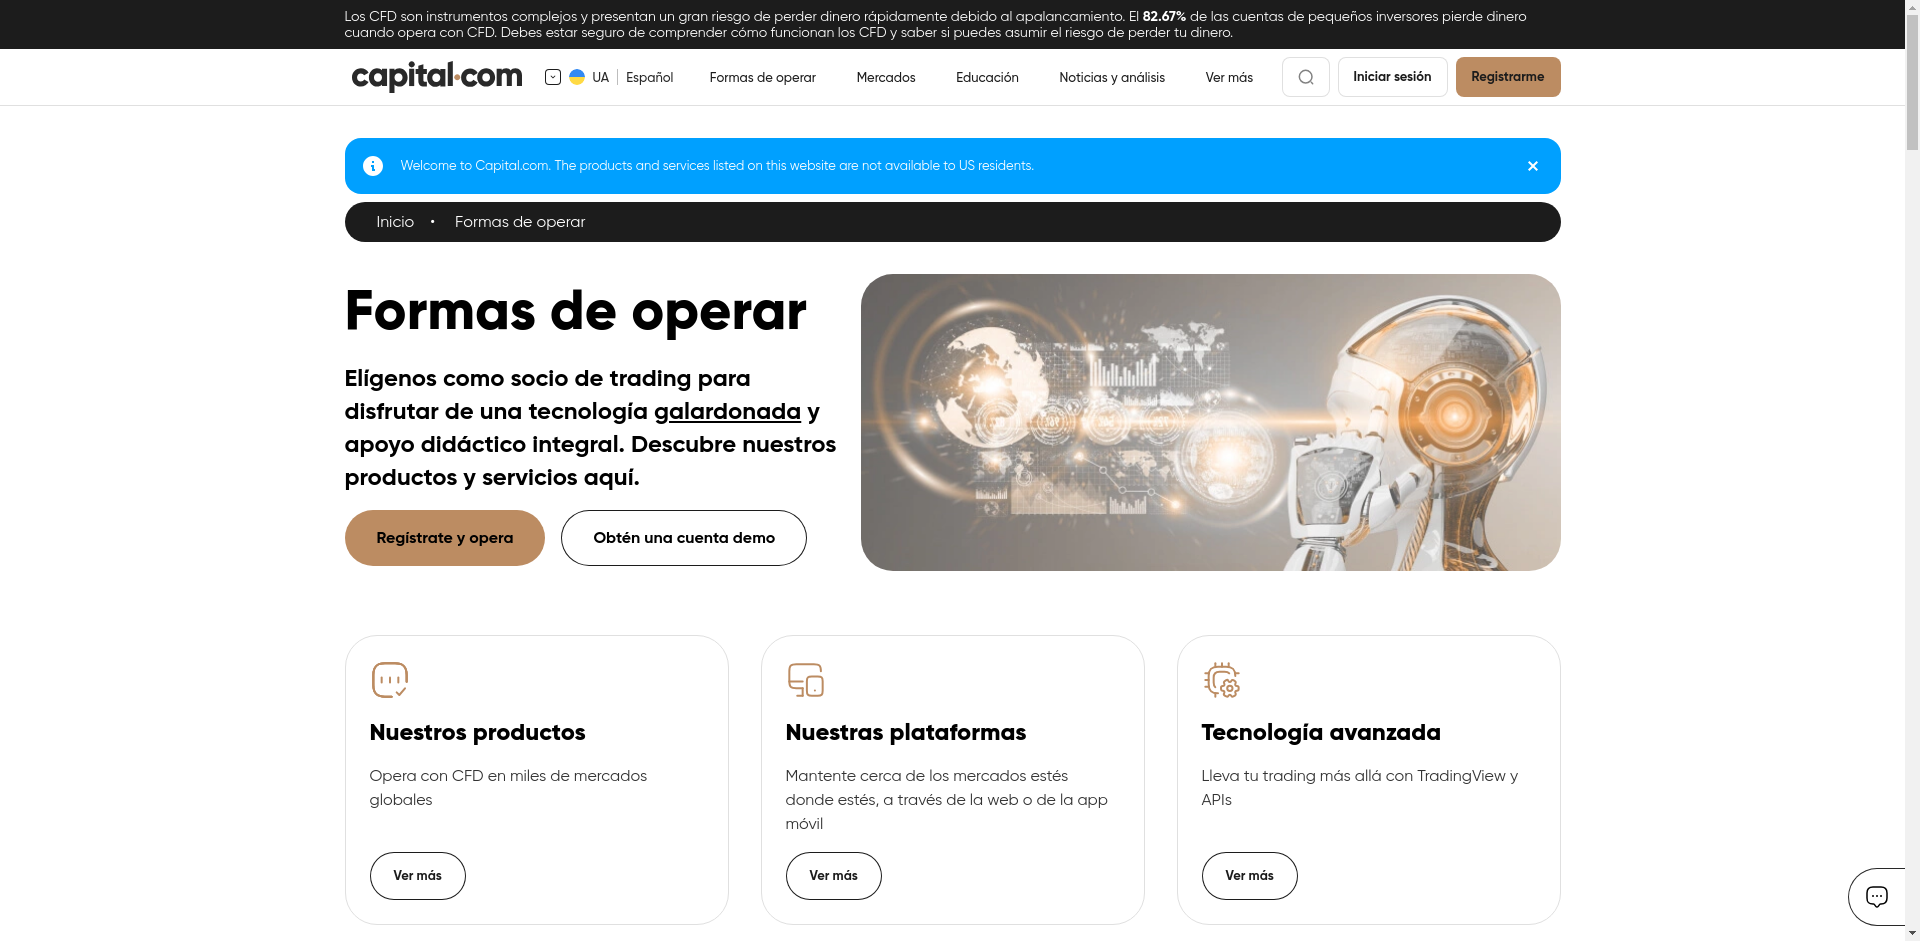 Los CFD son instrumentos complejos y presentan un gran riesgo de perder dinero rápidamente debido al apalancamiento. El 82.67% de las cuentas de pequeños inversores pierde dinero
cuando opera con CFD. Debes estar seguro de comprender cómo funcionan los CFD y saber si puedes asumir el riesgo de perder tu dinero.
capital.com UA Español Formas de operar Mercados Educación Noticias y análisis Ver más Iniciar sesión Registrarme
Welcome to Capital.com. The products and services listed on this website are not available to US residents.
Inicio • Formas de operar
Formas de operar
Elígenos como socio de trading para
disfrutar de una tecnología galardonada y
apoyo didáctico integral. Descubre nuestros
productos y servicios aquí.
Regístrate y opera Obtén una cuenta demo
Nuestros productos
Opera con CFD en miles de mercados
globales
Ver más
Nuestras plataformas
Mantente cerca de los mercados estés
donde estés, a través de la web o de la app
móvil
Ver más
Tecnología avanzada
Lleva tu trading más allá con TradingView y
APIs
Ver más